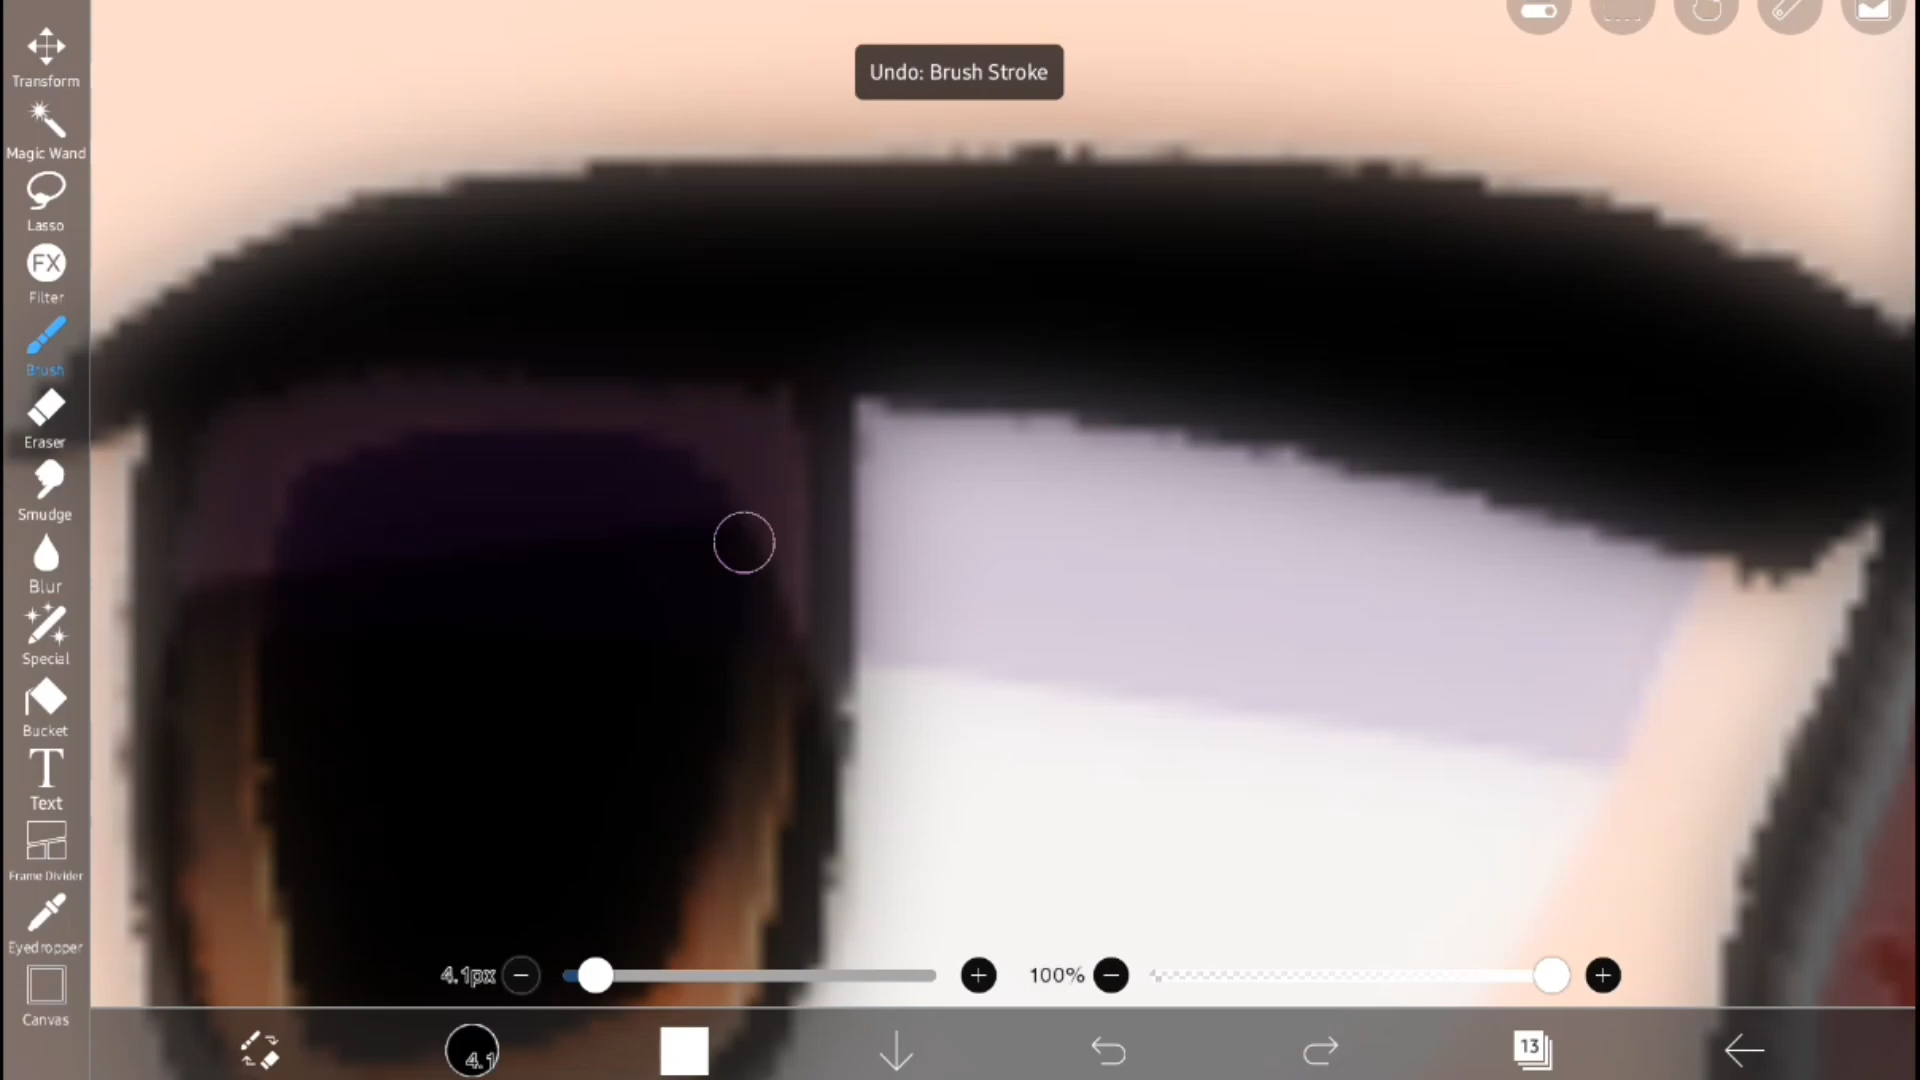 Undo: Brush Stroke
Transform
Magic Wand
Lasso
FX
Filter
Brush
Eraser
Smudge
Blur
Special
Bucket
T
Text
Frame Divider
Eyedropper
Canvas
4.1px
100%
4.1
13